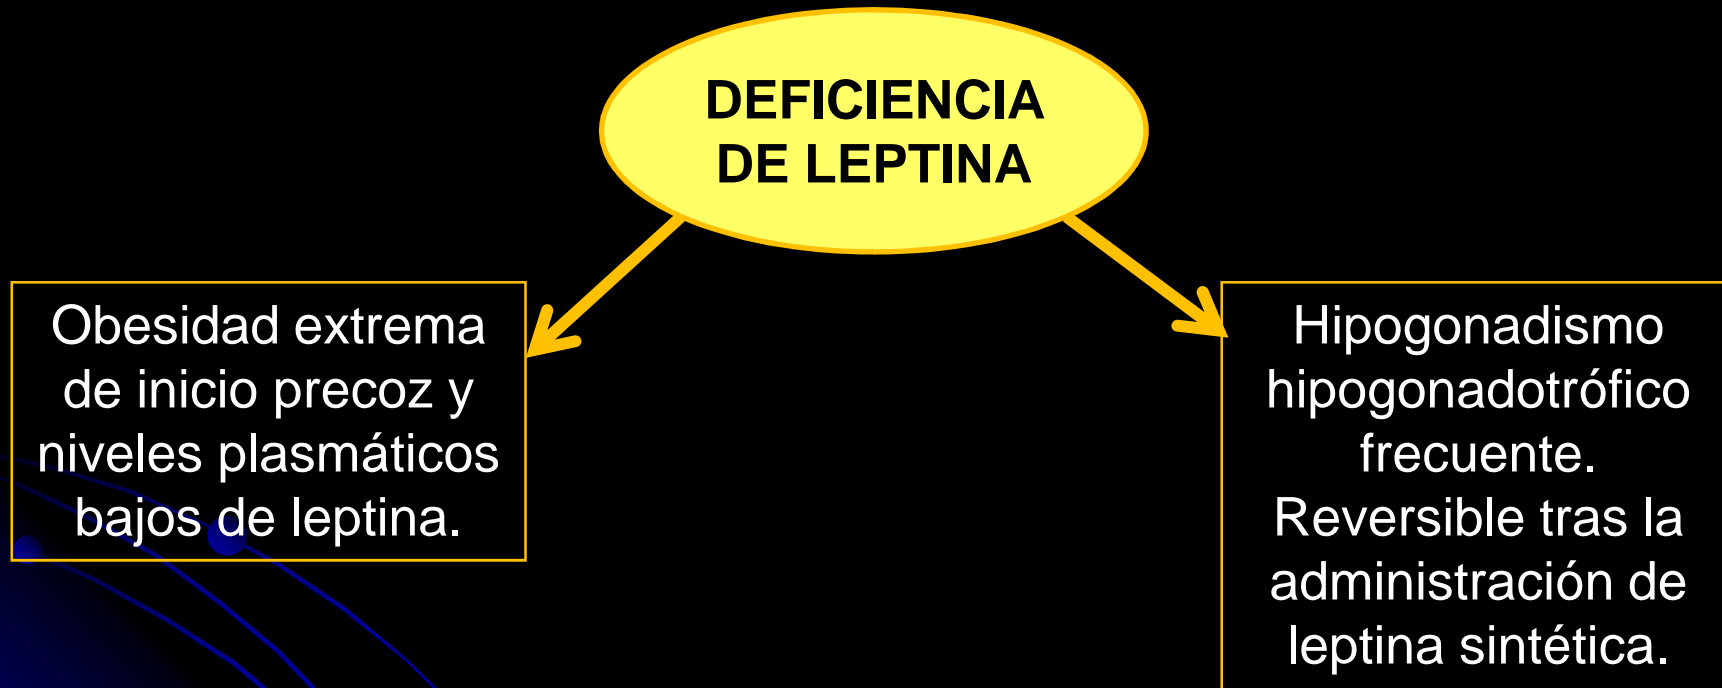 DEFICIENCIA
DE LEPTINA
Obesidad extrema
de inicio precoz y
niveles plasmáticos
bajos de leptina.
Hipogonadismo
hipogonadotrófico
frecuente.
Reversible tras la
administración de
leptina sintética.